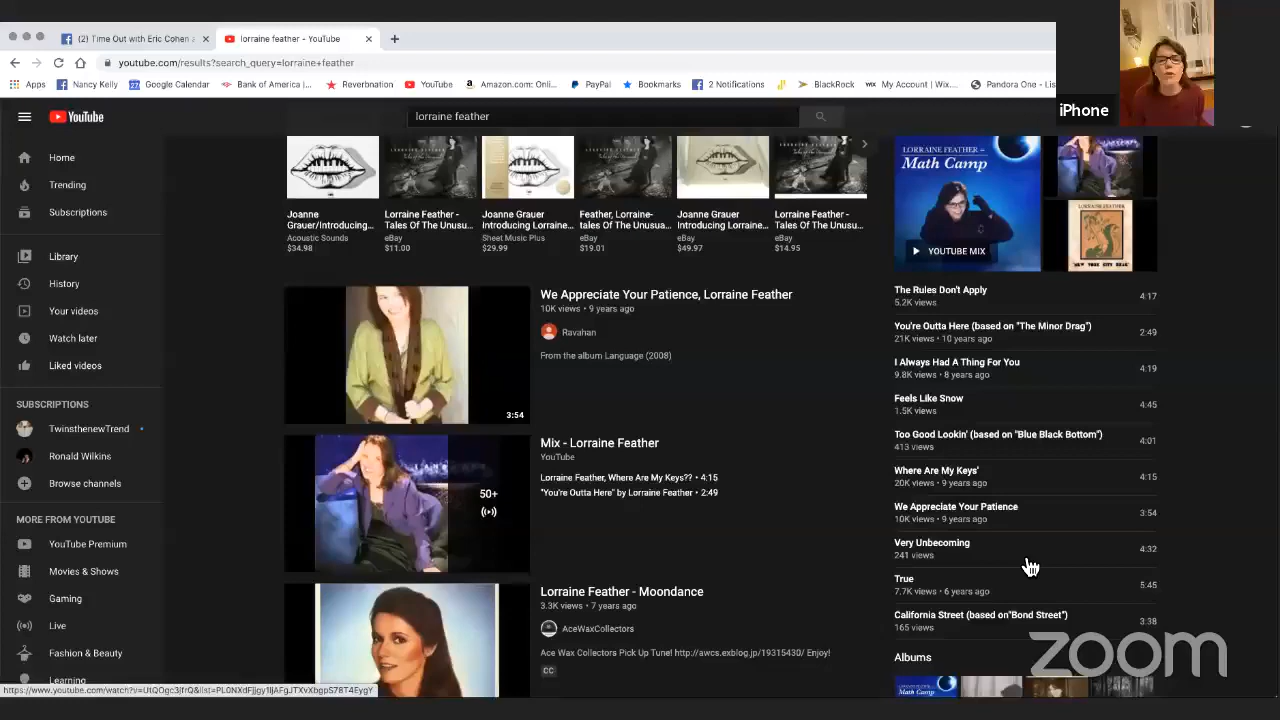 (2) Time Out with Eric Cohen a
lorraine feather - YouTube
youtube.com/results?search_query=lorraine+feather
Apps
Nancy Kelly
Google Calendar
Bank of America(...
Reverbnation
YouTube
Amazon.com: Onli...
PayPal
Bookmarks
2 Notifications
BlackRock
WIX My Account | Wix...
Pandora One - Lis
iPhone
YouTube
lorraine feather
Home
Trending
Subscriptions
Library
History
Your videos
Watch later
Liked videos
SUBSCRIPTIONS
TwinsthenewTrend
Ronald Wilkins
Browse channels
MORE FROM YOUTUBE
YouTube Premium
Movies & Shows
Gaming
Live
Fashion & Beauty
Learning
Joanne
Grauer/Introducing...
Acoustic Sounds
$34.98
Lorraine Feather -
Tales Of The Unusu...
eBay
$11.00
Joanne Grauer
Introducing Lorraine...
Sheet Music Plus
$29.99
Feather, Lorraine-
tales Of The Unusua...
eBay
$19.01
Joanne Grauer
Introducing Lorraine...
eBay
$49.97
Lorraine Feather -
Tales Of The Unusu...
eBay
$14.95
We Appreciate Your Patience, Lorraine Feather
10K views • 9 years ago
Ravahan
From the album Language (2008)
3:54
Mix - Lorraine Feather
YouTube
Lorraine Feather, Where Are My Keys?? • 4:15
"You're Outta Here" by Lorraine Feather • 2:49
50+
Lorraine Feather - Moondance
3.3K views • 7 years ago
AceWaxCollectors
Ace Wax Collectors Pick Up Tune! http://awcs.exblog.jp/19315430/ Enjoy!
CC
LORRAINE FEATHER
Math Camp
YOUTUBE MIX
LORRAINE FEATHER
NEW YORK CITY DRAG
The Rules Don't Apply
5.2K views
4:17
You're Outta Here (based on "The Minor Drag")
21K views • 10 years ago
2:49
I Always Had A Thing For You
9.8K views • 8 years ago
4:19
Feels Like Snow
1.5K views
4:45
Too Good Lookin' (based on "Blue Black Bottom")
413 views
4:01
Where Are My Keys'
20K views • 9 years ago
4:15
We Appreciate Your Patience
10K views • 9 years ago
3:54
Very Unbecoming
241 views
4:32
True
7.7K views • 6 years ago
5:45
California Street (based on"Bond Street")
165 views
3:38
Albums
Math Camp
zoom